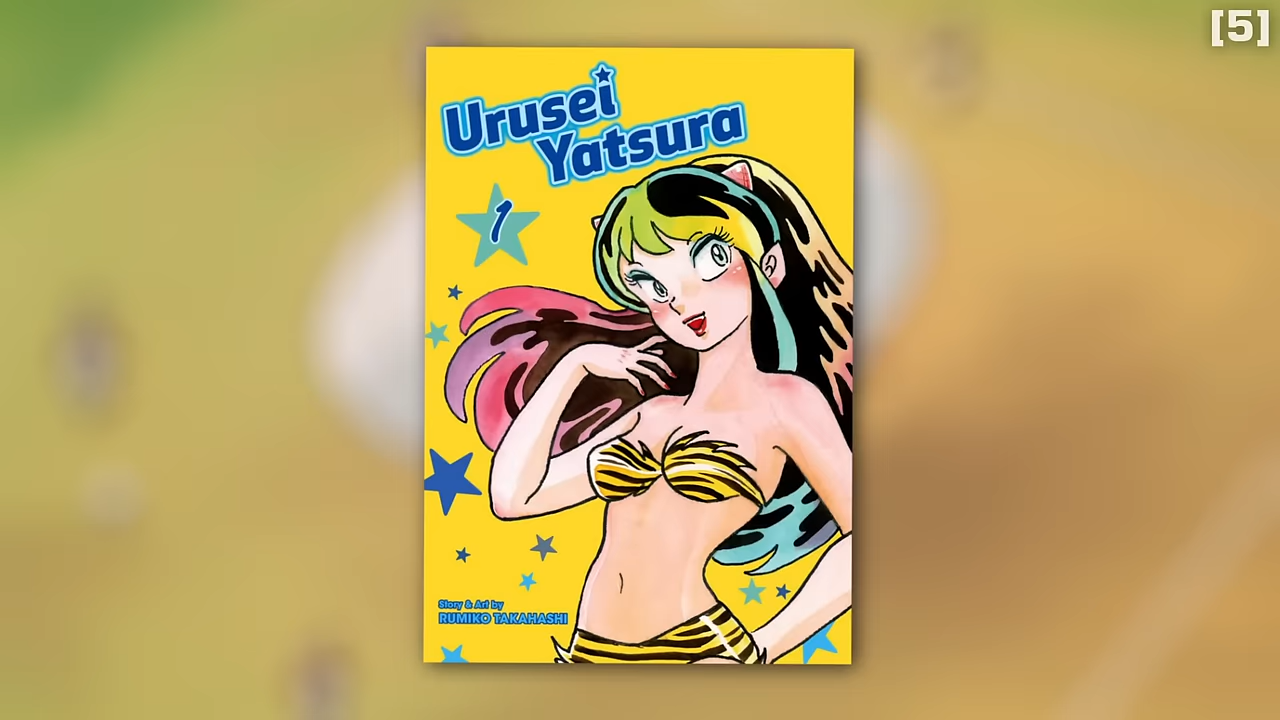 [5]
Urusei
Yatsura
1
Story & Art by
RUMIKO TAKAHASHI